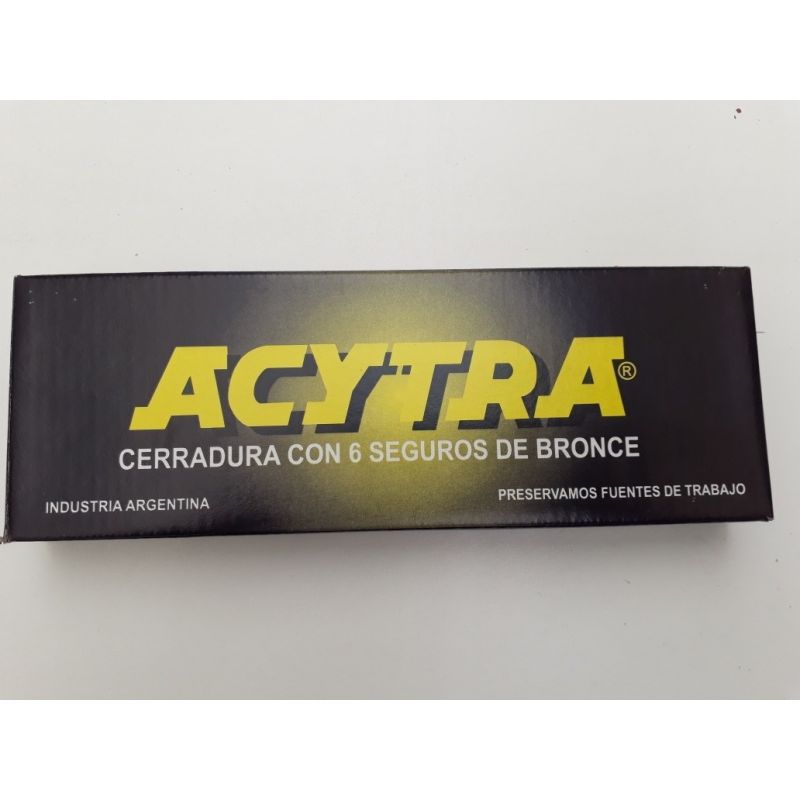 ACYTRA®
CERRADURA CON 6 SEGUROS DE BRONCE
INDUSTRIA ARGENTINA
PRESERVAMOS FUENTES DE TRABAJO